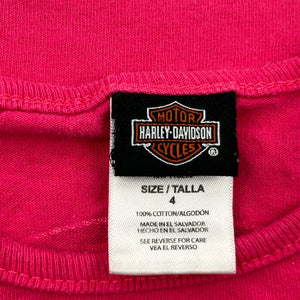 MOTOR
HARLEY-DAVIDSON
®
CYCLES
SIZE / TALLA
4
100% COTTON/ALGODÓN
MADE IN EL SALVADOR
HECHO EN EL SALVADOR
SEE REVERSE FOR CARE
VEA EL REVERSO